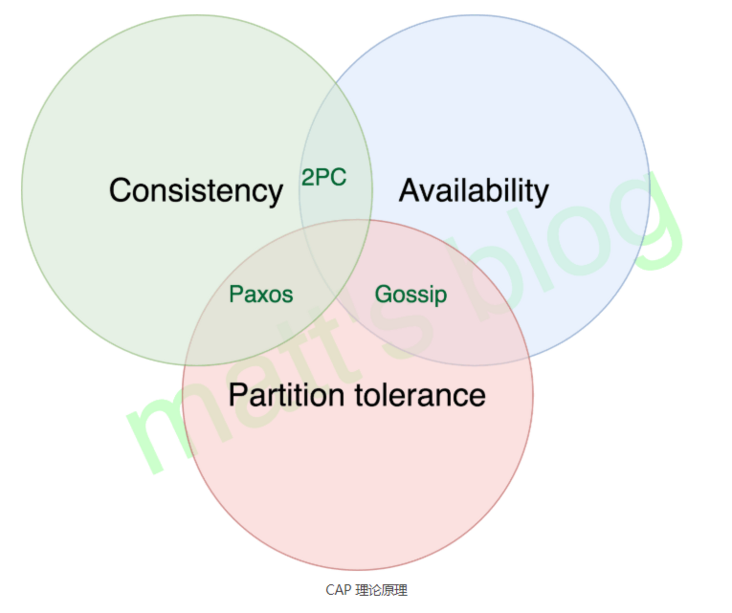 2PC
Consistency
Availability
Paxos
Gossip
Partition tolerance
matt's blog
CAP 理论原理